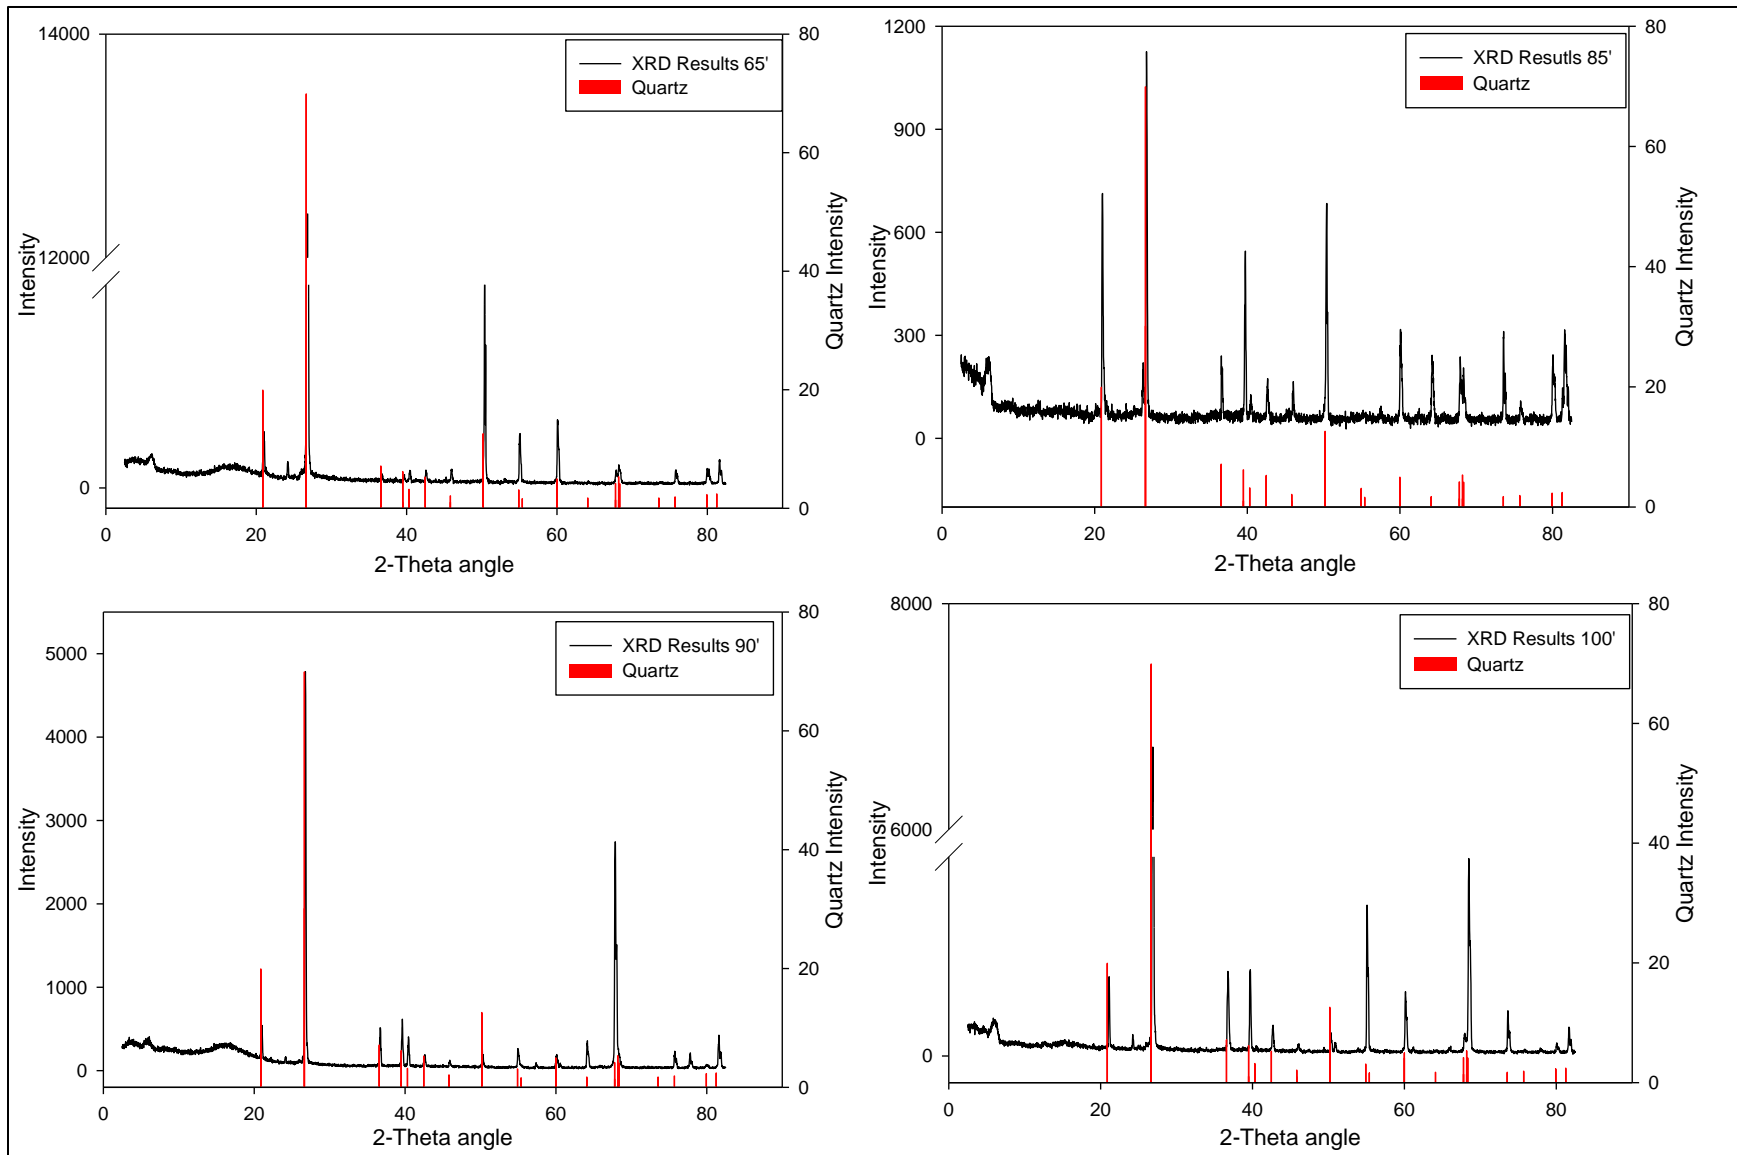 14000
12000
0
Intensity
80
60
40
20
0
Quartz Intensity
XRD Results 65'
Quartz
0
20
40
60
80
2-Theta angle
1200
900
600
300
0
Intensity
80
60
40
20
0
Quartz Intensity
XRD Resutls 85'
Quartz
0
20
40
60
80
2-Theta angle
5000
4000
3000
2000
1000
0
Intensity
80
60
40
20
0
Quartz Intensity
XRD Results 90'
Quartz
0
20
40
60
80
2-Theta angle
8000
6000
0
Intensity
80
60
40
20
0
Quartz Intensity
XRD Results 100'
Quartz
0
20
40
60
80
2-Theta angle